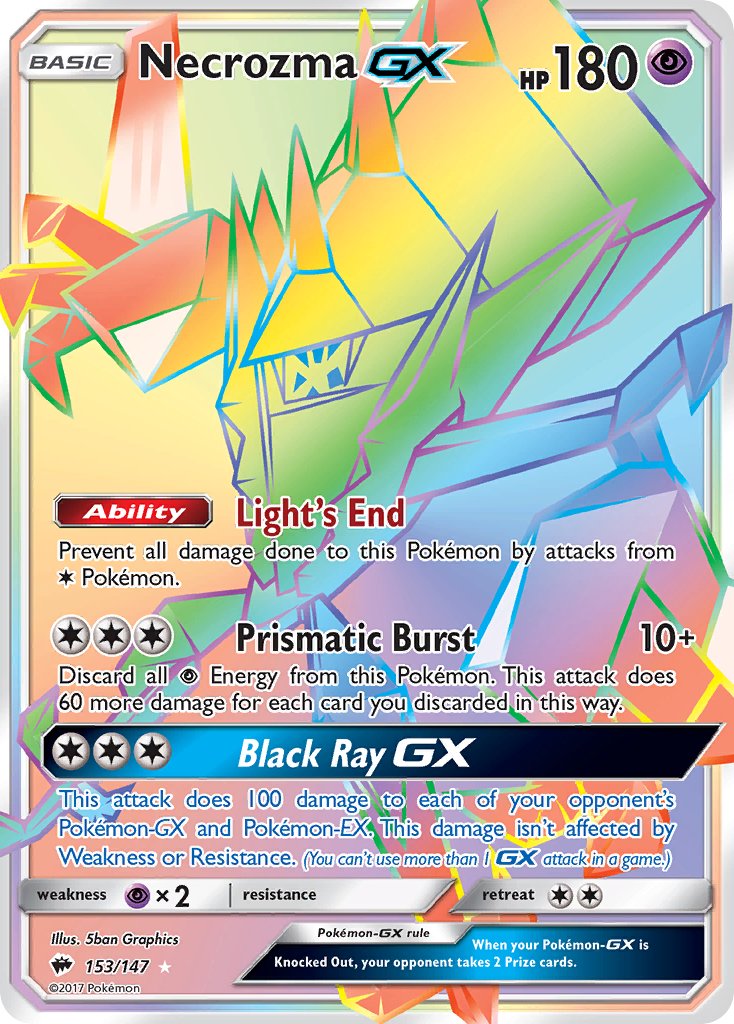 BASIC Necrozma GX HP 180
Ability Light's End
Prevent all damage done to this Pokémon by attacks from
Pokémon.
Prismatic Burst 10+
Discard all Energy from this Pokémon. This attack does
60 more damage for each card you discarded in this way.
Black Ray GX
This attack does 100 damage to each of your opponent's
Pokémon-GX and Pokémon-EX. This damage isn't affected by
Weakness or Resistance. (You can't use more than 1 GX attack in a game.)
weakness × 2 resistance retreat
Illus. 5ban Graphics
Pokémon-GX rule
When your Pokémon-GX is
Knocked Out, your opponent takes 2 Prize cards.
153/147
©2017 Pokémon